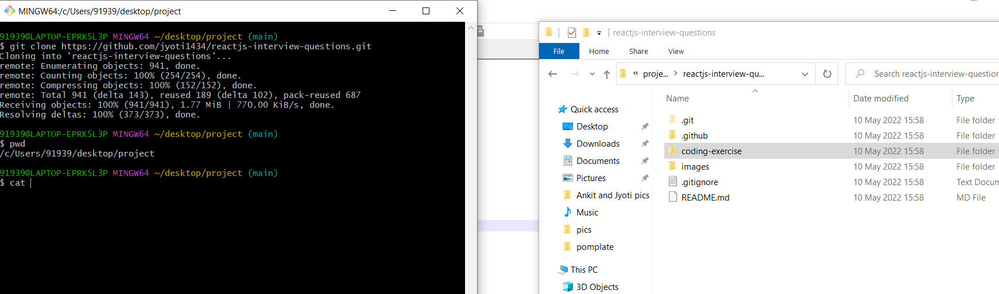 MINGW64:/c/Users/91939/desktop/project
91939@LAPTOP-EPRK5L3P MINGW64 ~/desktop/project (main)
$ git clone https://github.com/jyoti1434/reactjs-interview-questions.git
Cloning into 'reactjs-interview-questions'...
remote: Enumerating objects: 941, done.
remote: Counting objects: 100% (254/254), done.
remote: Compressing objects: 100% (152/152), done.
remote: Total 941 (delta 143), reused 189 (delta 102), pack-reused 687
Receiving objects: 100% (941/941), 1.77 MiB | 770.00 KiB/s, done.
Resolving deltas: 100% (373/373), done.
91939@LAPTOP-EPRK5L3P MINGW64 ~/desktop/project (main)
$ pwd
/c/Users/91939/desktop/project
91939@LAPTOP-EPRK5L3P MINGW64 ~/desktop/project (main)
$ cat
reactjs-interview-questions
File Home Share View
« proje... › reactjs-interview-qu...
Search reactjs-interview-question
Name Date modified Type
.git 10 May 2022 15:58 File folder
.github 10 May 2022 15:58 File folder
coding-exercise 10 May 2022 15:58 File folder
images 10 May 2022 15:58 File folder
.gitignore 10 May 2022 15:58 Text Docum
README.md 10 May 2022 15:58 MD File
Quick access
Desktop
Downloads
Documents
Pictures
Ankit and Jyoti pics
Music
pics
pomplate
This PC
3D Objects